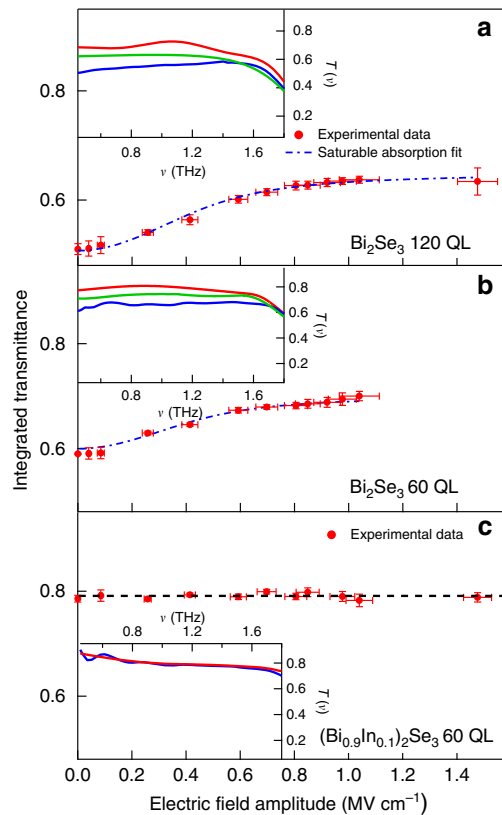 a
0.8
0.6
0.4
T (ν)
0.8 1.2 1.6
ν (THz)
Experimental data
Saturable absorption fit
0.8
0.6
Bi₂Se₃ 120 QL
b
0.8
0.6
0.4
0.2
T (ν)
0.8 1.2 1.6
ν (THz)
0.8
0.6
Bi₂Se₃ 60 QL
Integrated transmittance
c
Experimental data
0.8
0.6
ν (THz)
0.8 1.2 1.6
0.8
0.6
0.4
0.2
T (ν)
(Bi₀.₉In₀.₁)₂Se₃ 60 QL
0.0 0.2 0.4 0.6 0.8 1.0 1.2 1.4
Electric field amplitude (MV cm⁻¹)